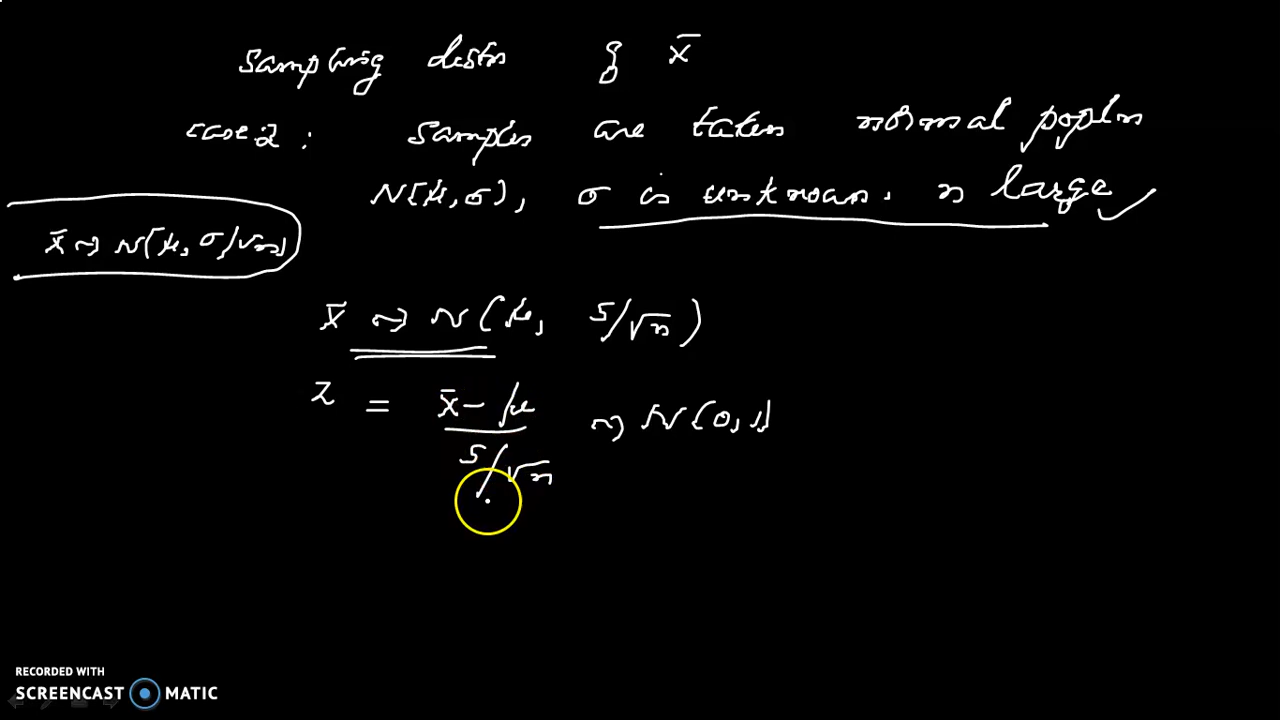 Sampling distn of x̄
case 2 : Samples are taken normal popln
N(μ, σ), σ is unknown. n large
x̄ → N(μ, σ/√n)
x̄ → N(μ, s/√n)
Z = x̄ - μ / s/√n → N(0, 1)
RECORDED WITH
SCREENCAST MATIC